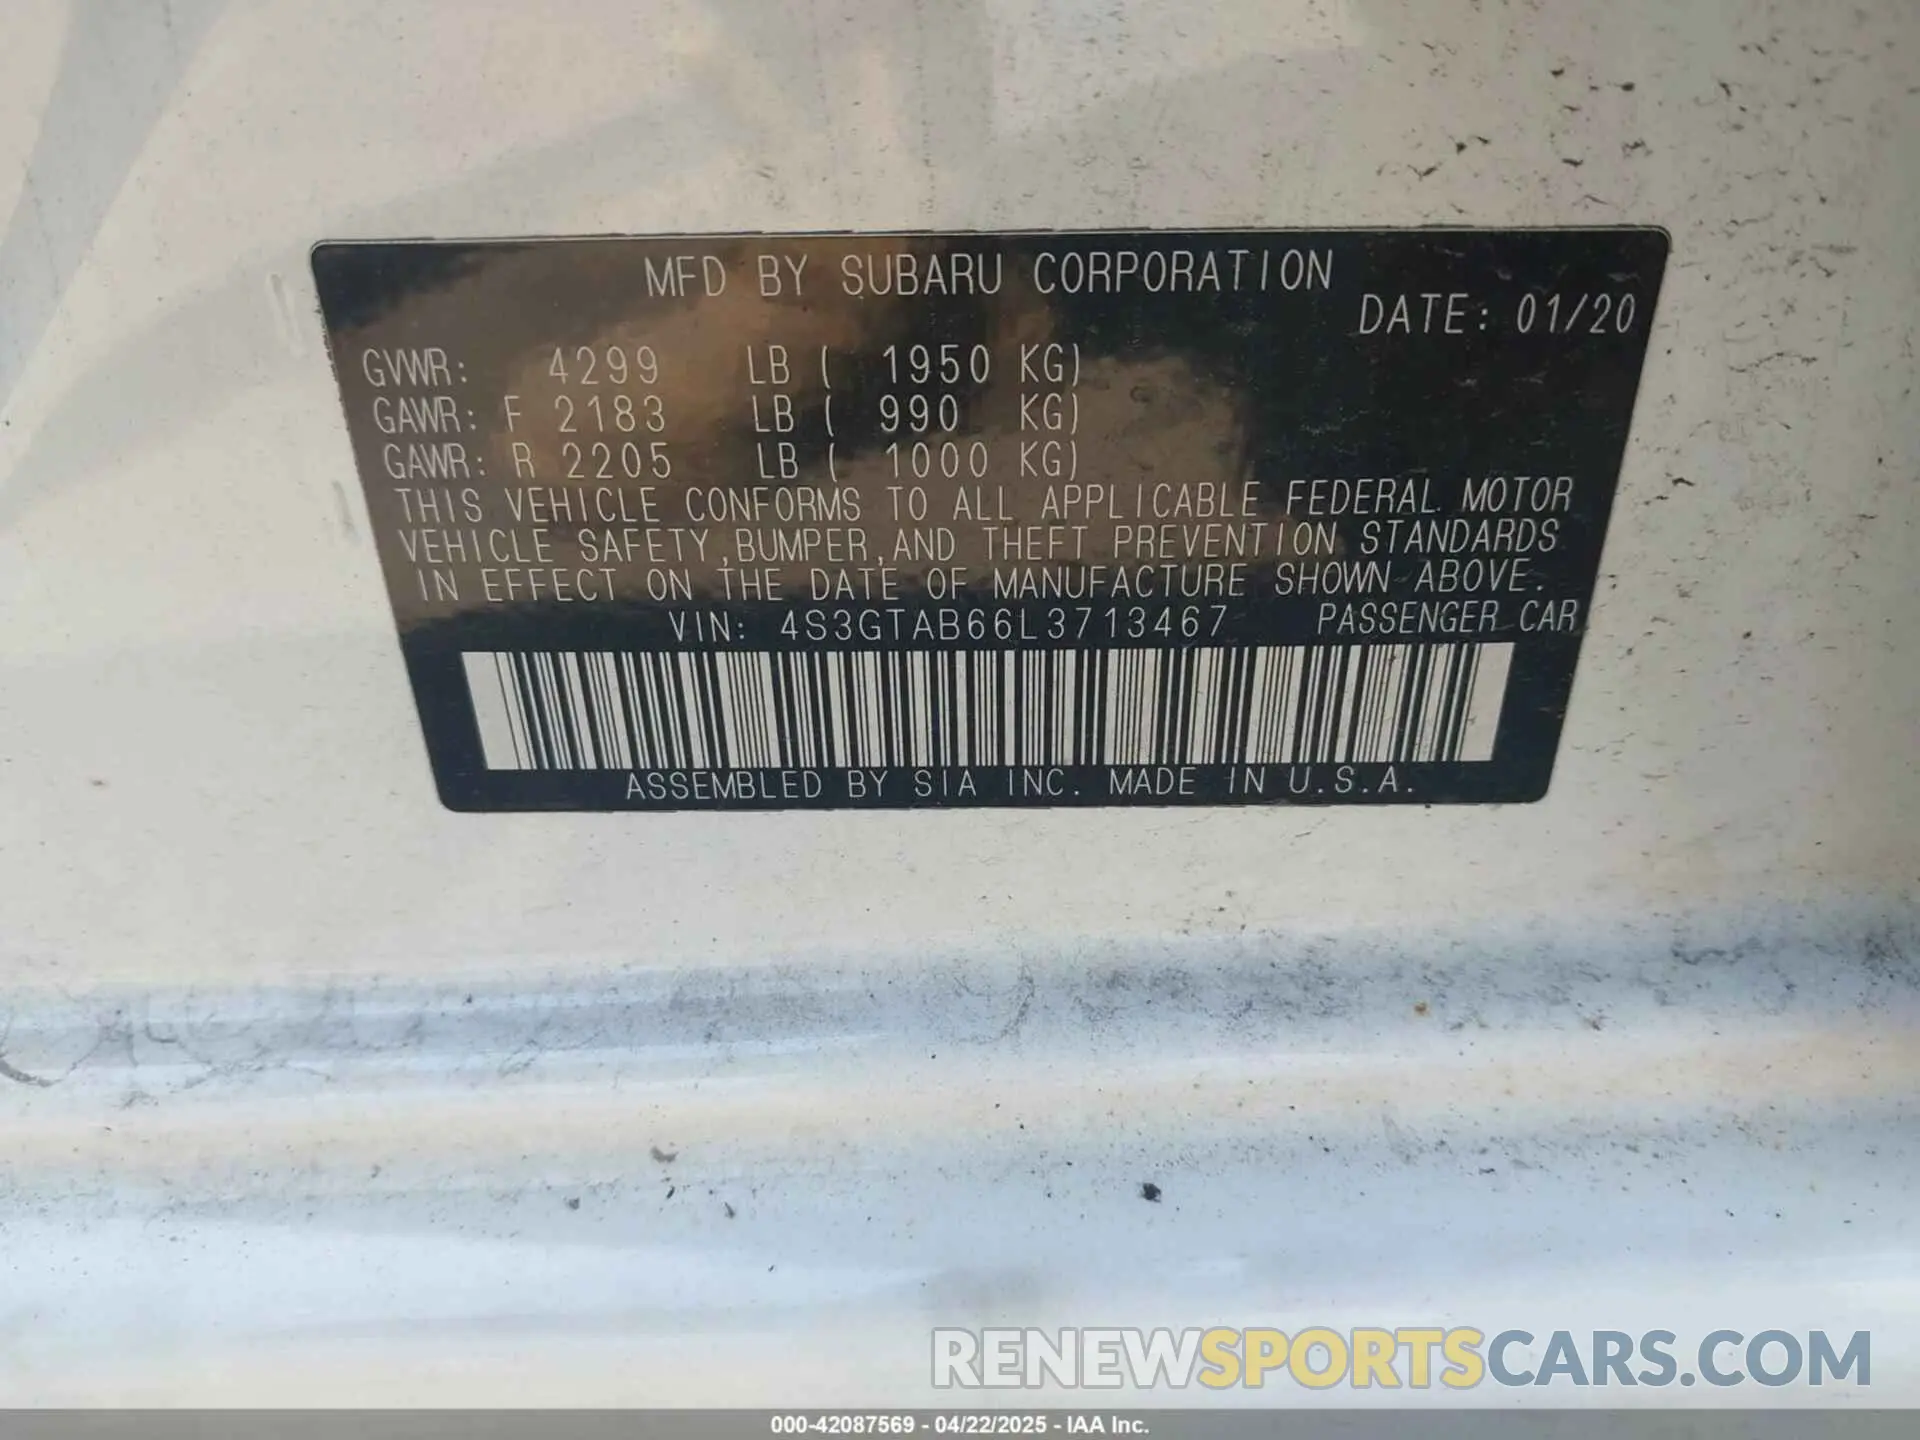 MFD BY SUBARU CORPORATION
DATE: 01/20
GVWR: 4299 LB ( 1950 KG)
GAWR: F 2183 LB ( 990 KG)
GAWR: R 2205 LB ( 1000 KG)
THIS VEHICLE CONFORMS TO ALL APPLICABLE FEDERAL MOTOR
VEHICLE SAFETY,BUMPER,AND THEFT PREVENTION STANDARDS
IN EFFECT ON THE DATE OF MANUFACTURE SHOWN ABOVE.
VIN: 4S3GTAB66L3713467 PASSENGER CAR
ASSEMBLED BY SIA INC. MADE IN U.S.A.
RENEWSPORTSCARS.COM
000-42087569 - 04/22/2025 - IAA Inc.